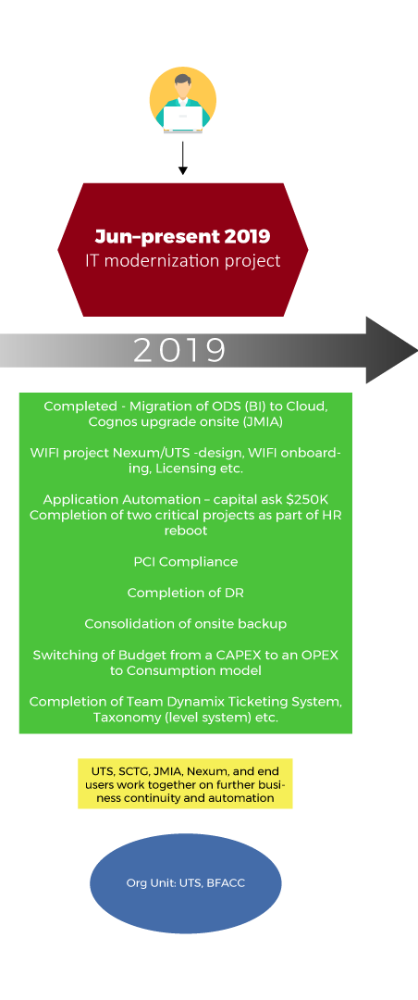 Jun–present 2019
IT modernization project
2019
Completed - Migration of ODS (BI) to Cloud,
Cognos upgrade onsite (JMIA)
WIFI project Nexum/UTS -design, WIFI onboard-
ing, Licensing etc.
Application Automation – capital ask $250K
Completion of two critical projects as part of HR
reboot
PCI Compliance
Completion of DR
Consolidation of onsite backup
Switching of Budget from a CAPEX to an OPEX
to Consumption model
Completion of Team Dynamix Ticketing System,
Taxonomy (level system) etc.
UTS, SCTG, JMIA, Nexum, and end
users work together on further busi-
ness continuity and automation
Org Unit: UTS, BFACC